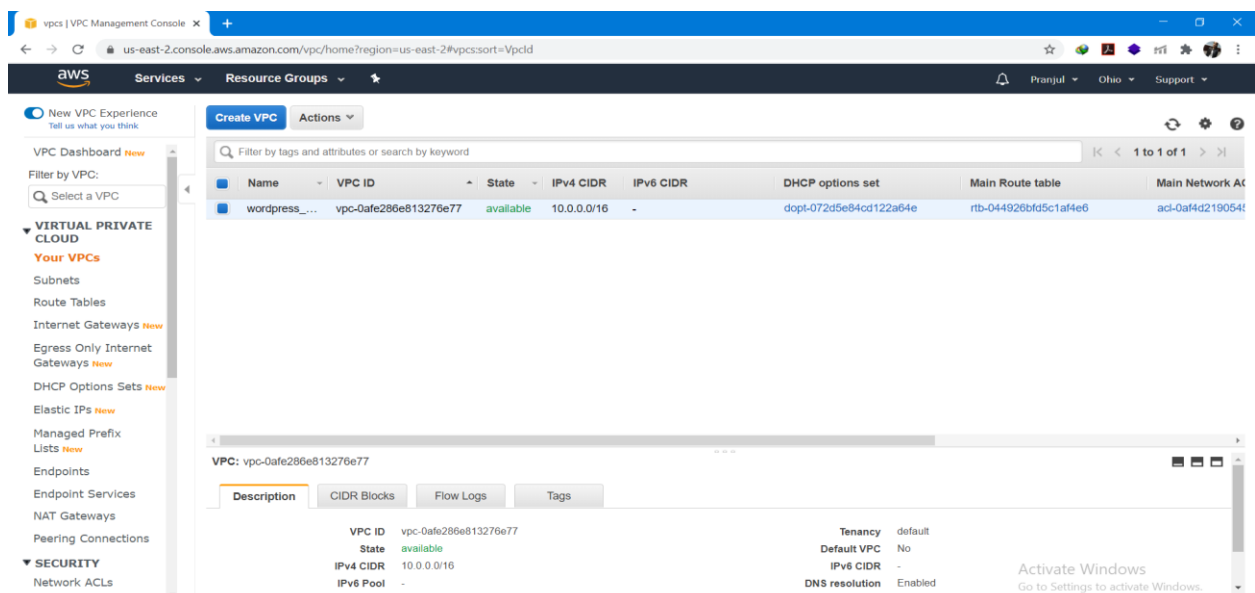 vpcs | VPC Management Console
us-east-2.console.aws.amazon.com/vpc/home?region=us-east-2#vpcs:sort=VpcId
aws Services Resource Groups Pranjul Ohio Support
New VPC Experience
Tell us what you think
VPC Dashboard New
Filter by VPC:
Select a VPC
VIRTUAL PRIVATE
CLOUD
Your VPCs
Subnets
Route Tables
Internet Gateways New
Egress Only Internet
Gateways New
DHCP Options Sets New
Elastic IPs New
Managed Prefix
Lists New
Endpoints
Endpoint Services
NAT Gateways
Peering Connections
SECURITY
Network ACLs
Create VPC Actions
Filter by tags and attributes or search by keyword
1 to 1 of 1
Name VPC ID State IPv4 CIDR IPv6 CIDR DHCP options set Main Route table Main Network AC
wordpress_... vpc-0afe286e813276e77 available 10.0.0.0/16 - dopt-072d5e84cd122a64e rtb-044926bfd5c1af4e6 acl-0af4d2190545
VPC: vpc-0afe286e813276e77
Description CIDR Blocks Flow Logs Tags
VPC ID vpc-0afe286e813276e77 Tenancy default
State available Default VPC No
IPv4 CIDR 10.0.0.0/16 IPv6 CIDR -
IPv6 Pool - DNS resolution Enabled
Activate Windows
Go to Settings to activate Windows.